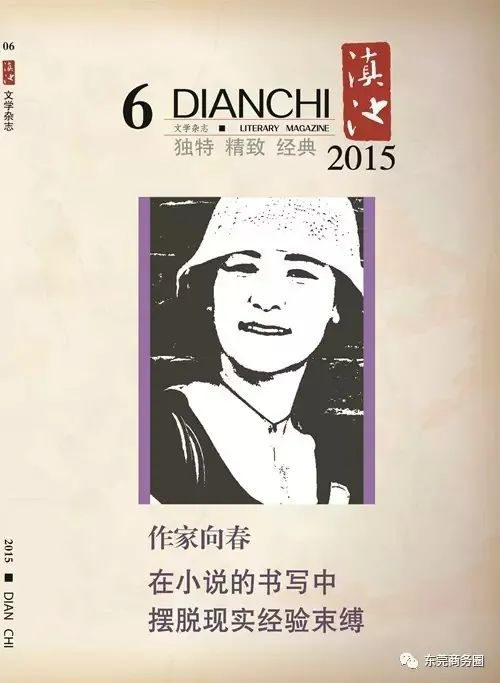 06
滇池
文学杂志
6 DIANCHI
滇池
文学杂志 ■ LITERARY MAGAZINE
独特 精致 经典
2015
作家向春
在小说的书写中
摆脱现实经验束缚
2015 ■ DIAN CHI
东莞商务圈